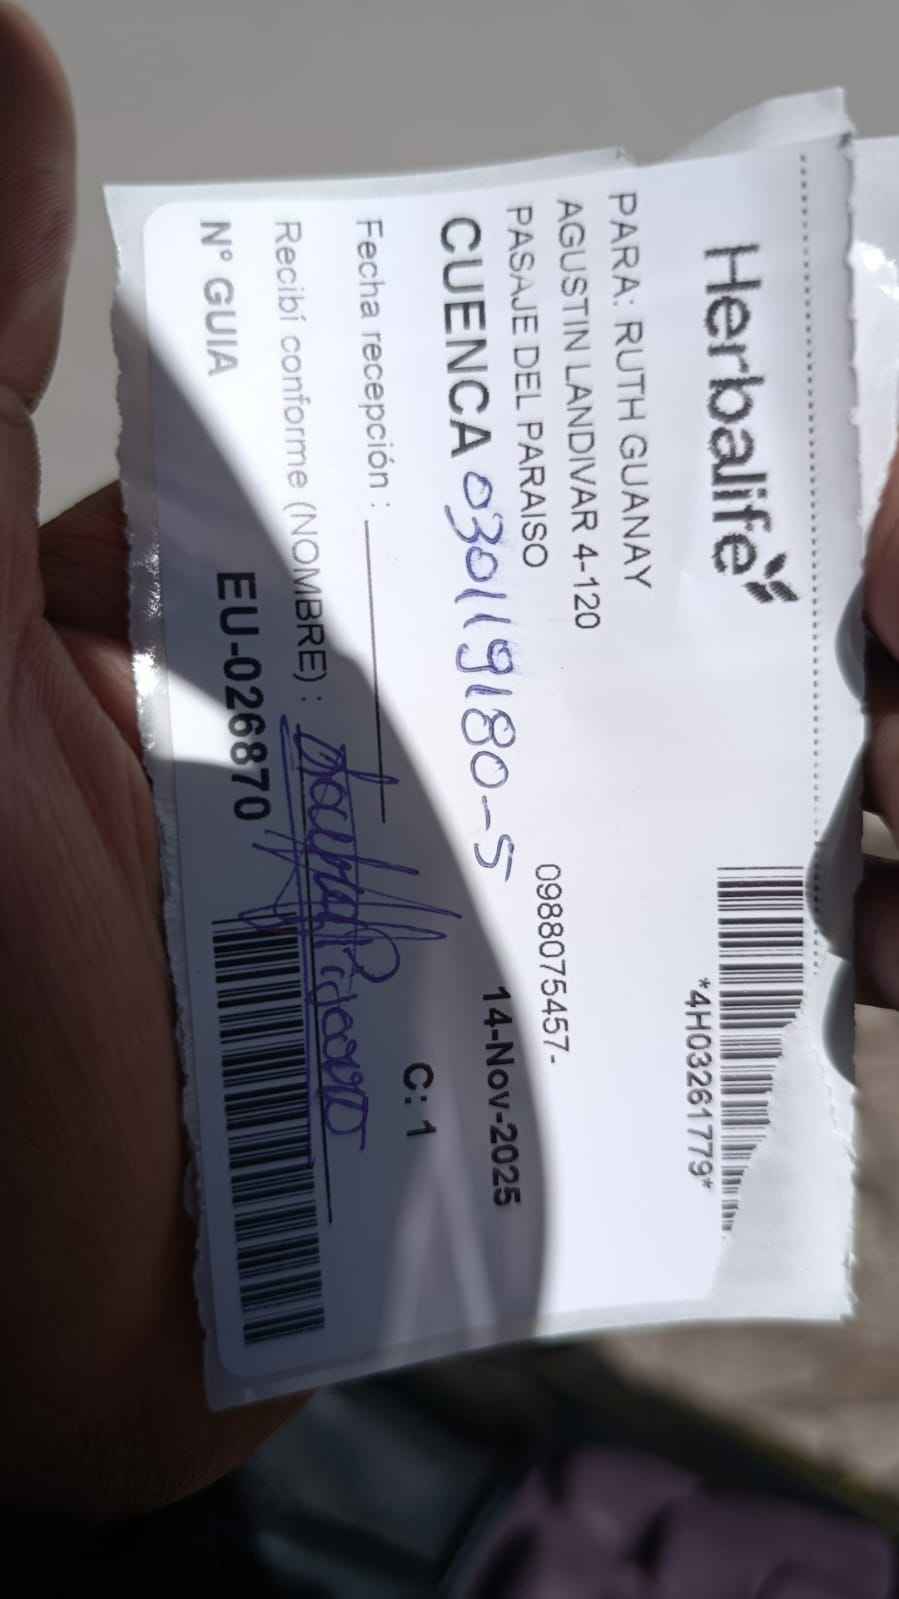 Herbalife
*4H03261779*
PARA: RUTH GUANAY
AGUSTIN LANDIVAR 4-120
PASAJE DEL PARAISO
0988075457-
CUENCA 030119180-5 14-Nov-2025
Fecha recepción :
C: 1
Recibí conforme (NOMBRE) :
Nº GUIA EU-026870